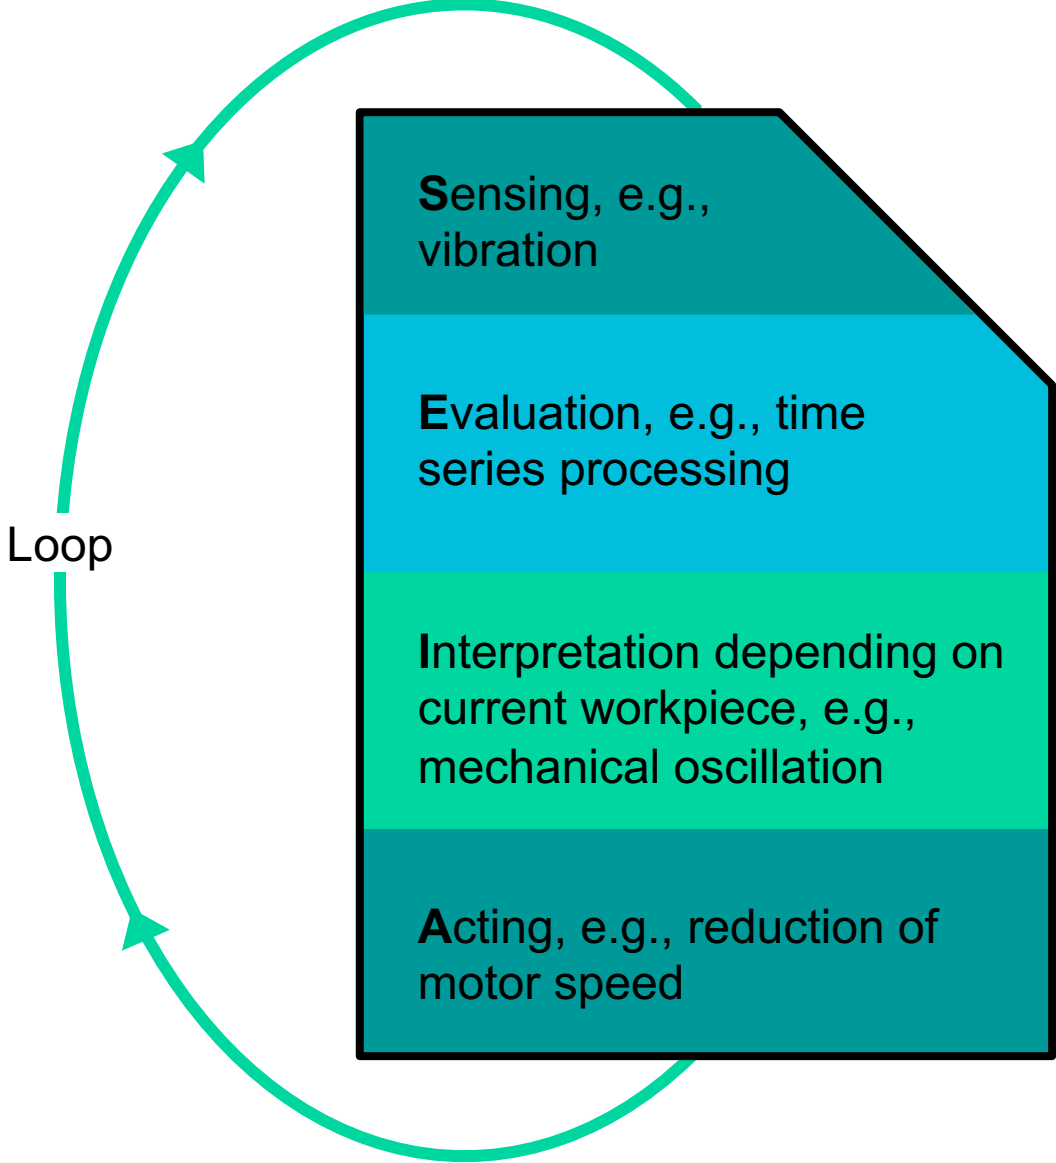 Sensing, e.g.,
vibration
Evaluation, e.g., time
series processing
Loop
Interpretation depending on
current workpiece, e.g.,
mechanical oscillation
Acting, e.g., reduction of
motor speed